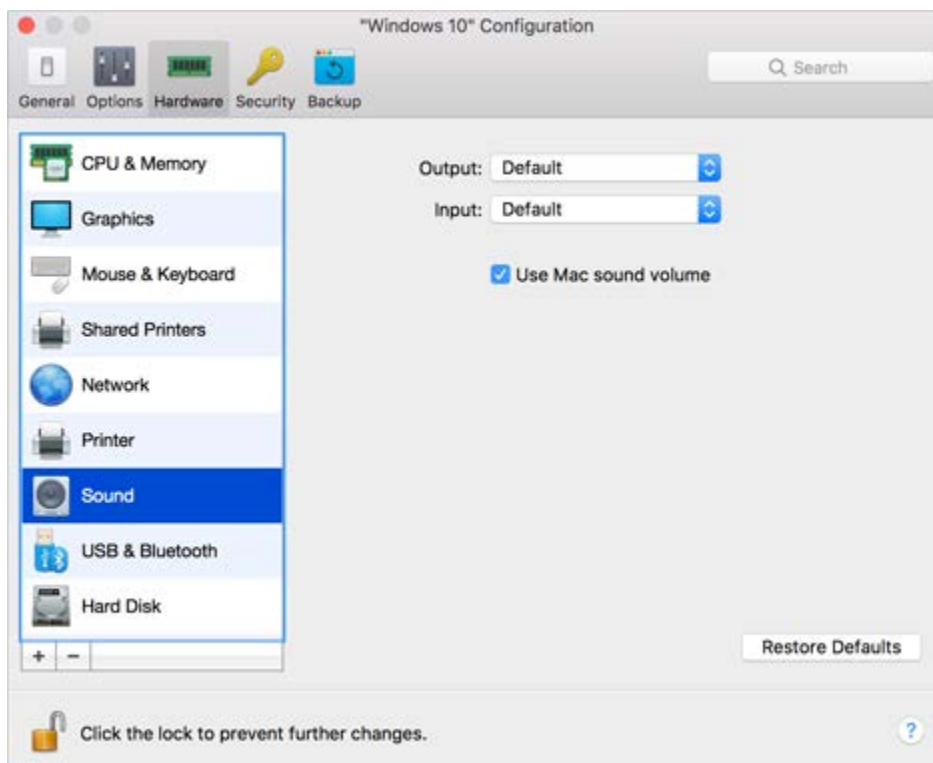 "Windows 10" Configuration
Search
General Options Hardware Security Backup
CPU & Memory
Graphics
Mouse & Keyboard
Shared Printers
Network
Printer
Sound
USB & Bluetooth
Hard Disk
+ −
Output: Default
Input: Default
Use Mac sound volume
Restore Defaults
Click the lock to prevent further changes.
?